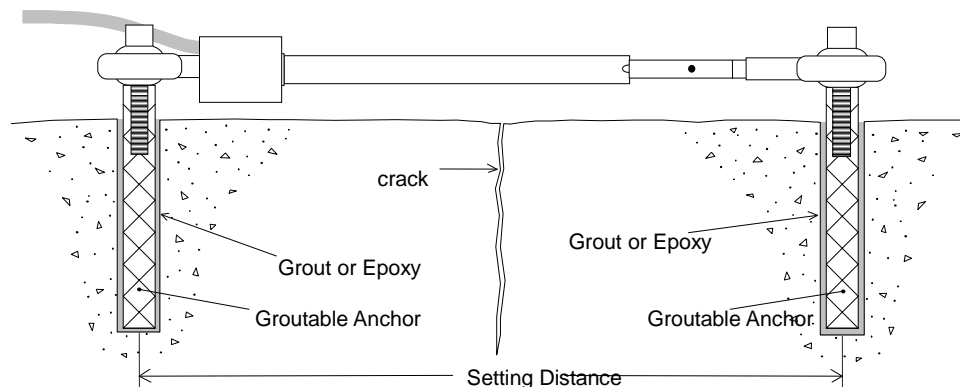 crack
Grout or Epoxy
Grout or Epoxy
Groutable Anchor
Groutable Anchor
Setting Distance